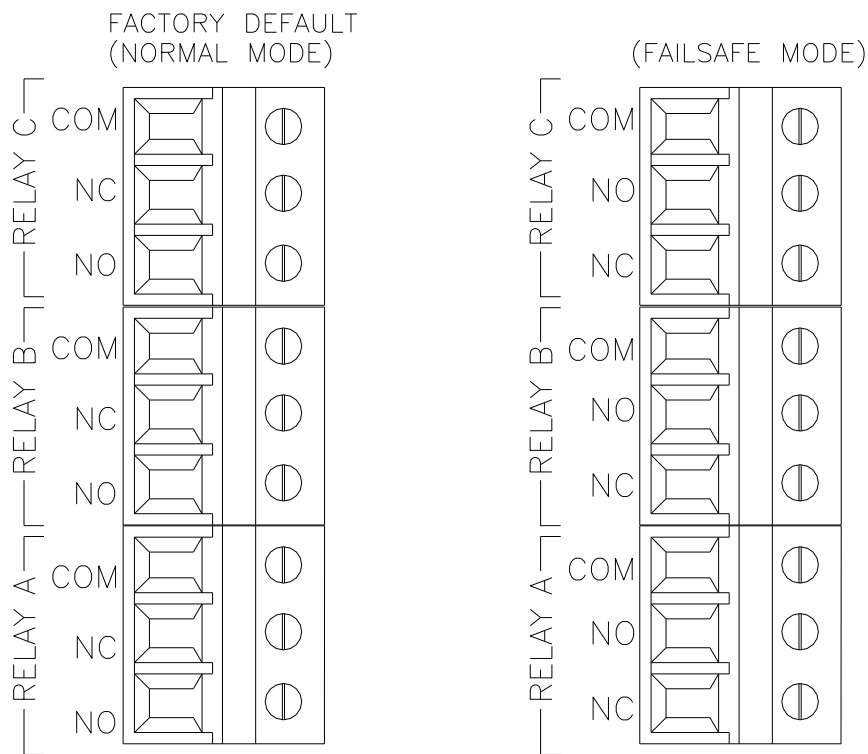 FACTORY DEFAULT
(NORMAL MODE)
RELAY C
COM
NC
NO
RELAY B
COM
NC
NO
RELAY A
COM
NC
NO
(FAILSAFE MODE)
RELAY C
COM
NO
NC
RELAY B
COM
NO
NC
RELAY A
COM
NO
NC